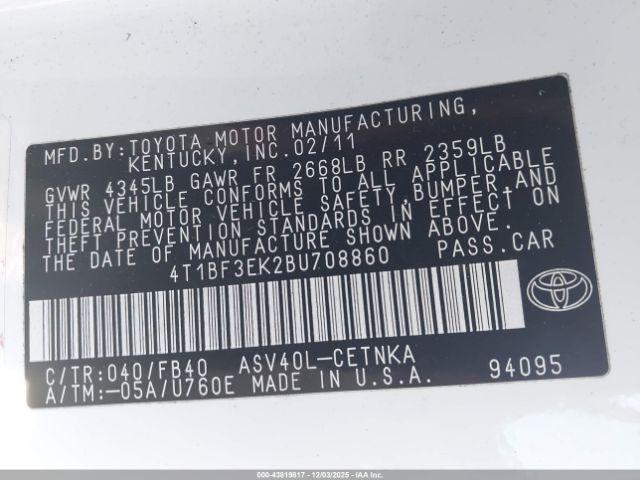 MFD.BY:TOYOTA MOTOR MANUFACTURING,
KENTUCKY,INC.02/11
GVWR 4345LB GAWR FR 2668LB RR 2359LB
THIS VEHICLE CONFORMS TO ALL APPLICABLE
FEDERAL MOTOR VEHICLE SAFETY,BUMPER,AND
THEFT PREVENTION STANDARDS IN EFFECT ON
THE DATE OF MANUFACTURE SHOWN ABOVE.
4T1BF3EK2BU708860 PASS.CAR
C/TR:040/FB40 ASV40L-CETNKA
A/TM:-05A/U760E MADE IN U.S.A. 94095
000-43819817 - 12/03/2025 - IAAI.COM